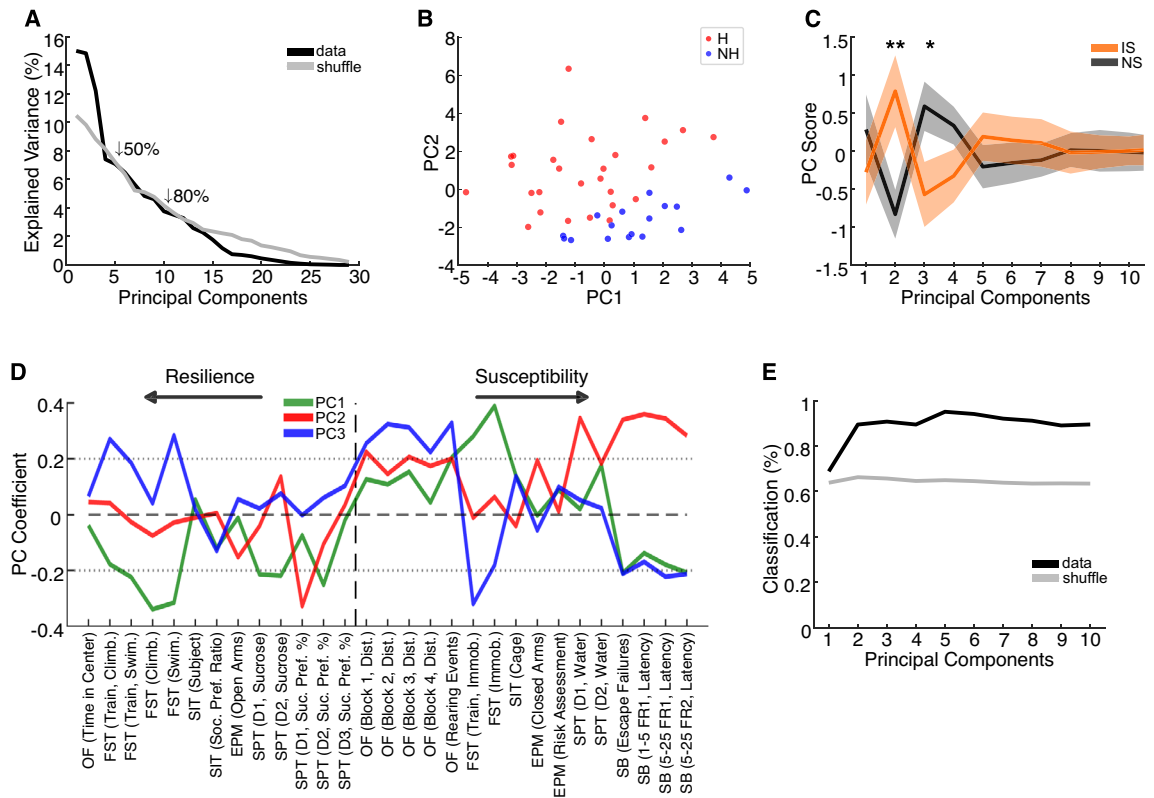 A
Explained Variance (%)
16
14
12
10
8
6
4
2
0
data
shuffle
↓50%
↓80%
0 5 10 15 20 25 30
Principal Components
B
PC2
8
6
4
2
0
-2
-4
H
NH
-5 -4 -3 -2 -1 0 1 2 3 4 5
PC1
C
PC Score
1.5
1
0.5
0
-0.5
-1
-1.5
** *
IS
NS
1 2 3 4 5 6 7 8 9 10
Principal Components
D
Resilience
Susceptibility
PC1
PC2
PC3
PC Coefficient
0.4
0.2
0
-0.2
-0.4
OF (Time in Center)
FST (Train, Climb.)
FST (Train, Swim.)
FST (Climb.)
FST (Swim.)
SIT (Subject)
SIT (Soc. Pref. Ratio)
EPM (Open Arms)
SPT (D1, Sucrose)
SPT (D2, Sucrose)
SPT (D1, Suc. Pref. %)
SPT (D2, Suc. Pref. %)
SPT (D3, Suc. Pref. %)
OF (Block 1, Dist.)
OF (Block 2, Dist.)
OF (Block 3, Dist.)
OF (Block 4, Dist.)
OF (Rearing Events)
FST (Train, Immob.)
FST (Immob.)
SIT (Cage)
EPM (Closed Arms)
EPM (Risk Assessment)
SPT (D1, Water)
SPT (D2, Water)
SB (Escape Failures)
SB (1-5 FR1, Latency)
SB (5-25 FR1, Latency)
SB (5-25 FR2, Latency)
E
Classification (%)
1
0.8
0.6
0.4
0.2
0
data
shuffle
1 2 3 4 5 6 7 8 9 10
Principal Components